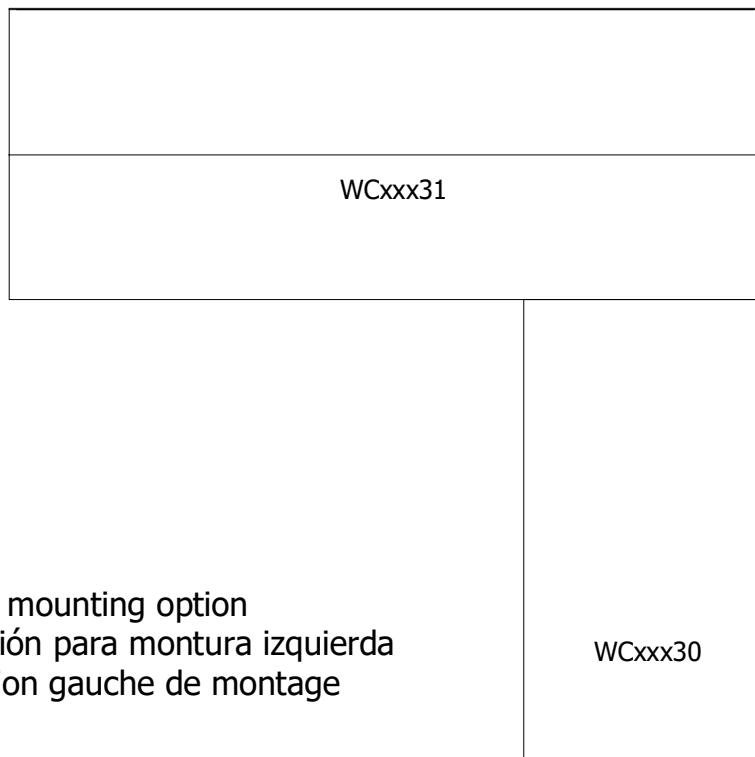 WCxxx31
mounting option
ión para montura izquierda
ion gauche de montage
WCxxx30